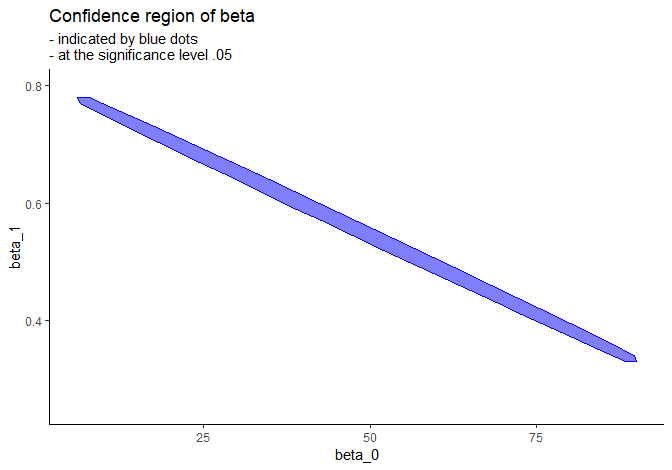 Confidence region of beta
- indicated by blue dots
- at the significance level .05
0.8
0.6
0.4
beta_1
25 50 75
beta_0